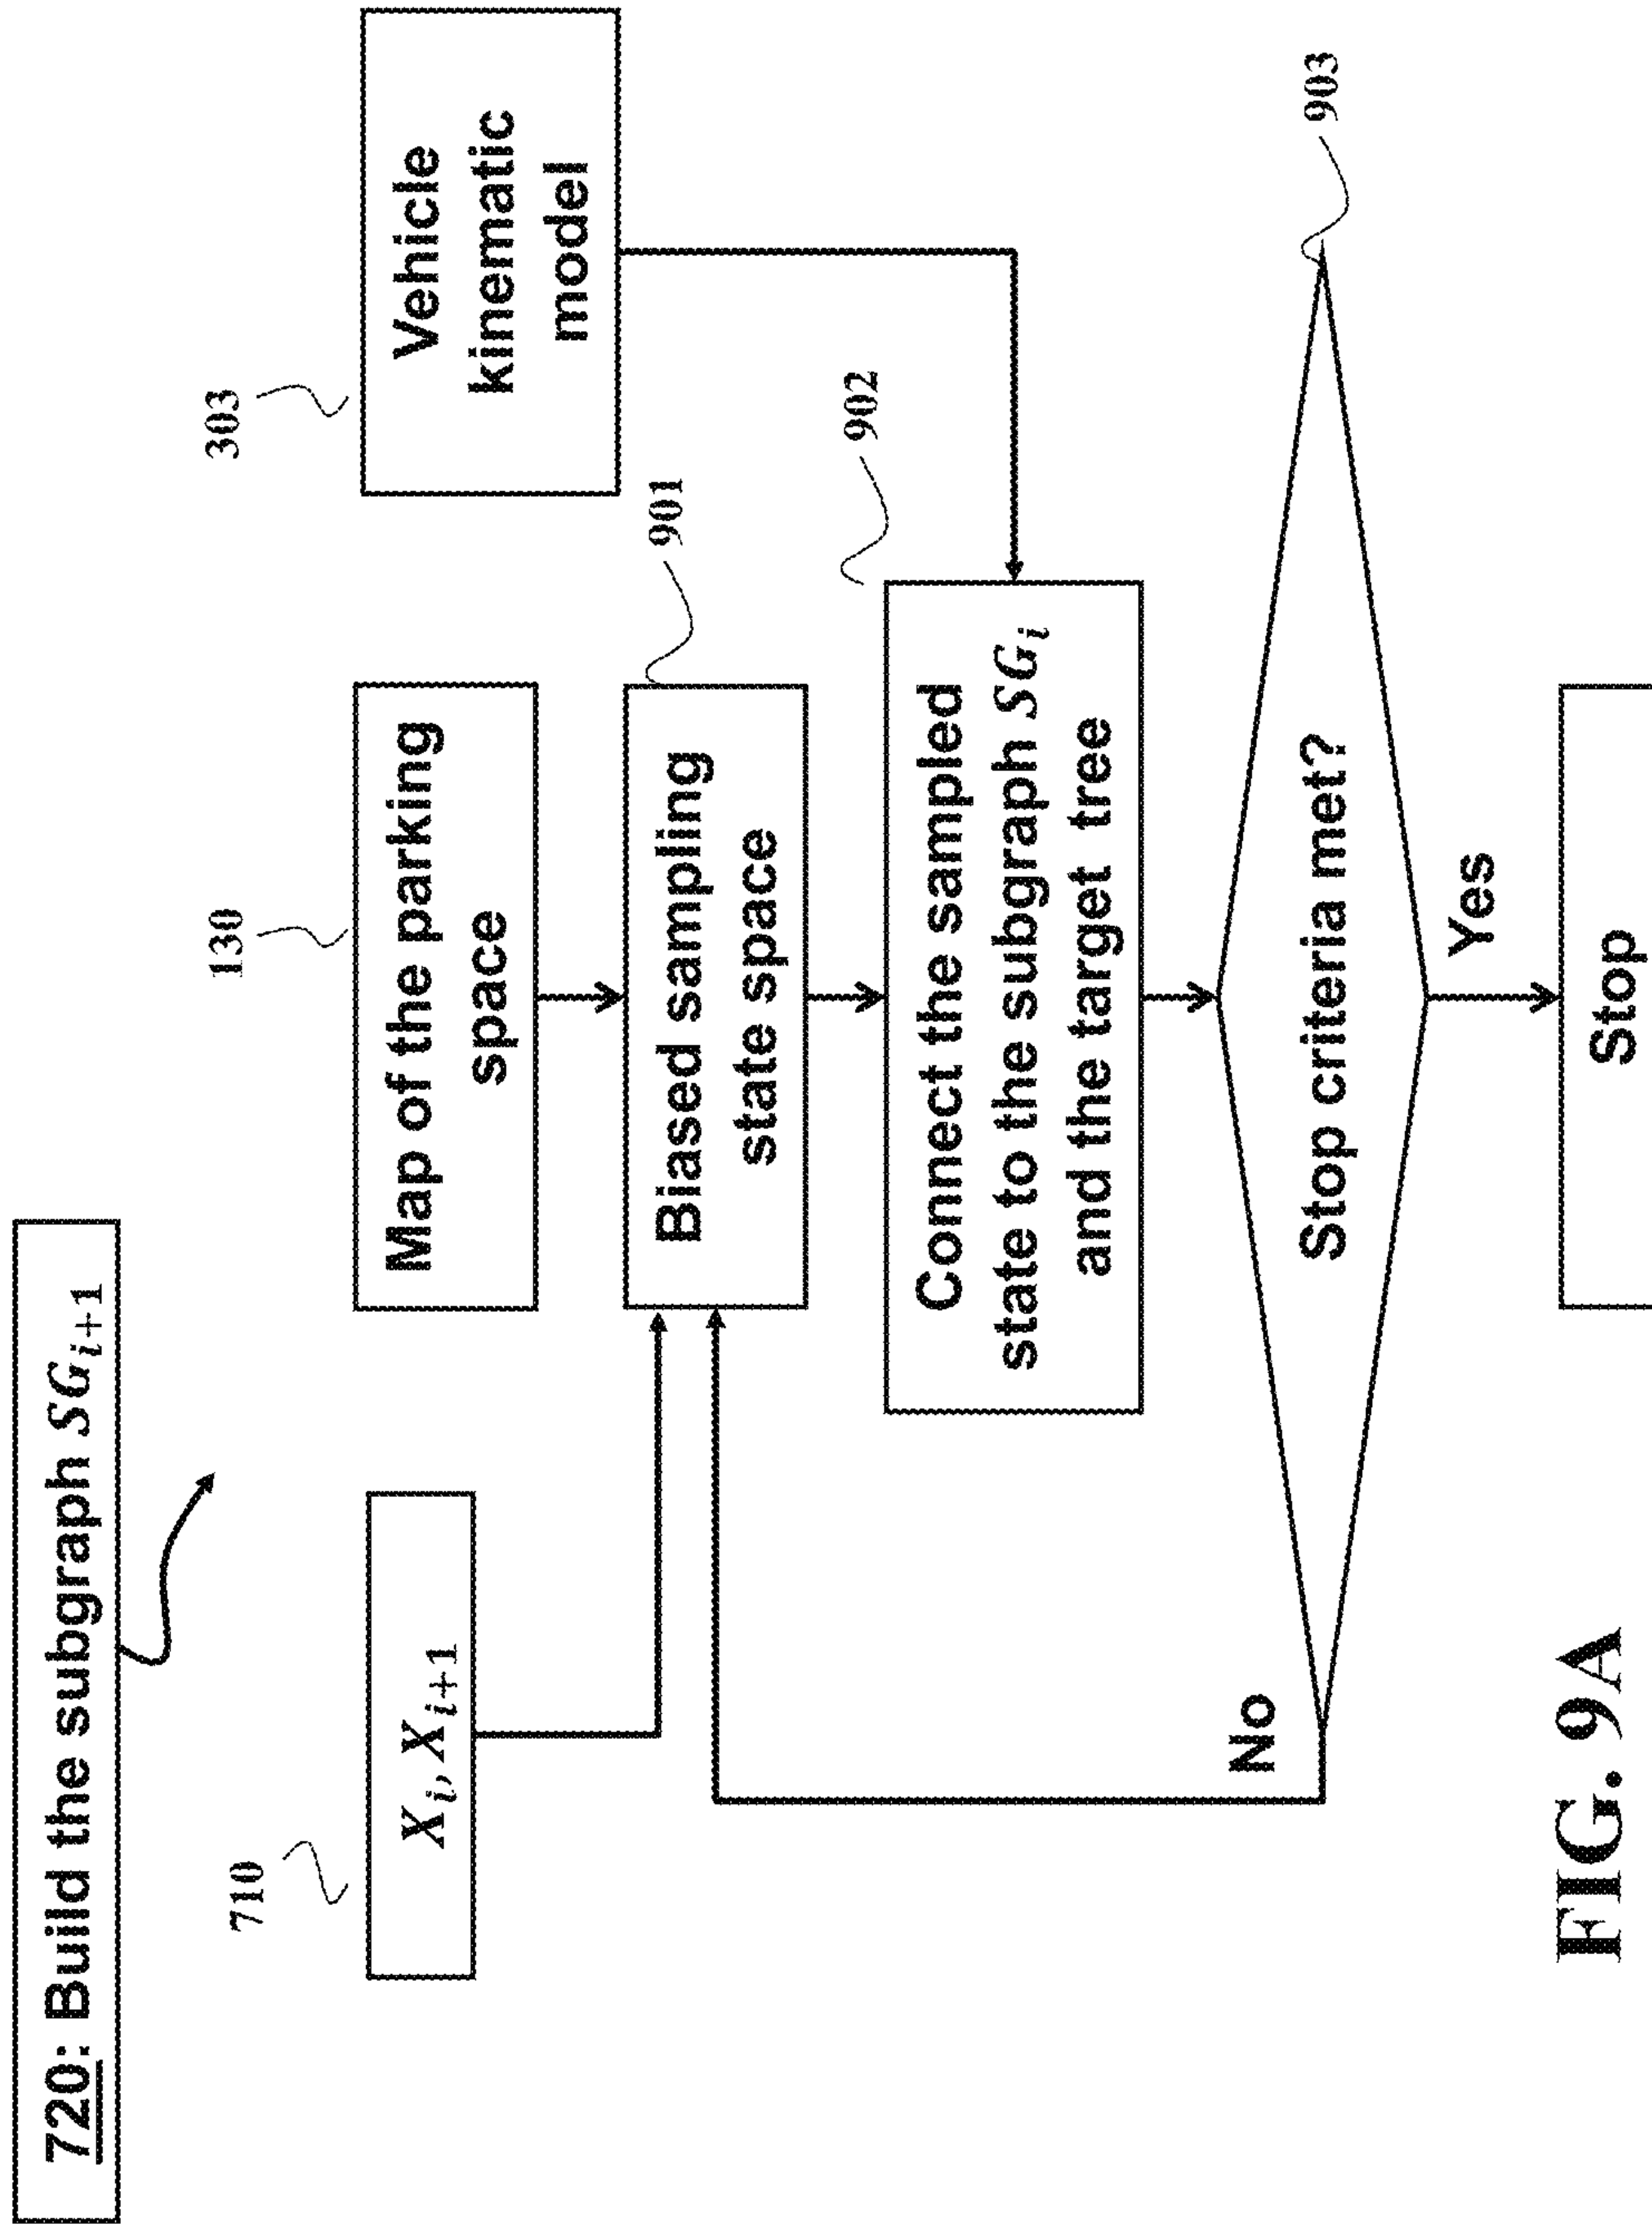 720: Build the subgraph SG_{i+1}
710
130
303
X_i, X_{i+1}
Map of the parking
space
Vehicle
kinematic
model
901
Biased sampling
state space
902
Connect the sampled
state to the subgraph SG_i
and the target tree
No
Stop criteria met?
903
Yes
Stop
FIG. 9A